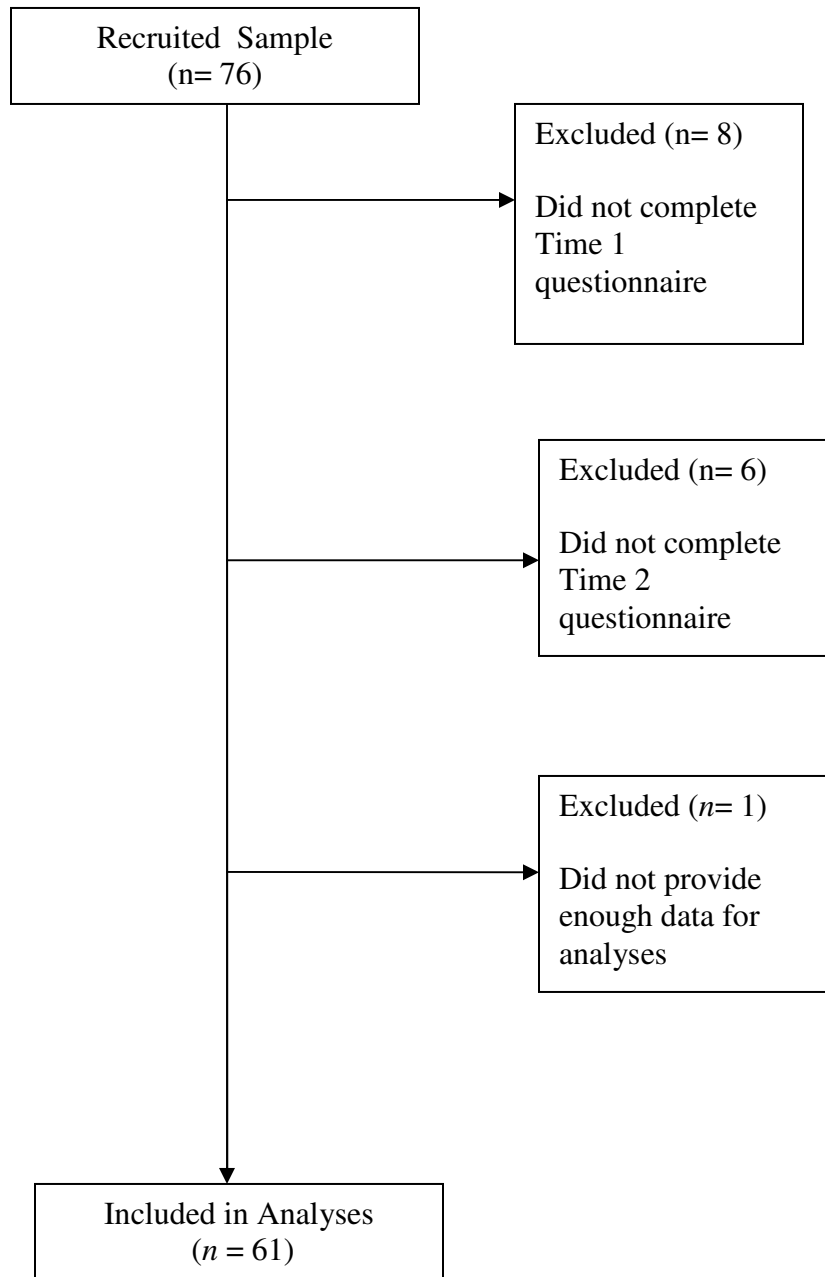 Recruited Sample
(n= 76)
Excluded (n= 8)
Did not complete
Time 1
questionnaire
Excluded (n= 6)
Did not complete
Time 2
questionnaire
Excluded (n= 1)
Did not provide
enough data for
analyses
Included in Analyses
(n = 61)